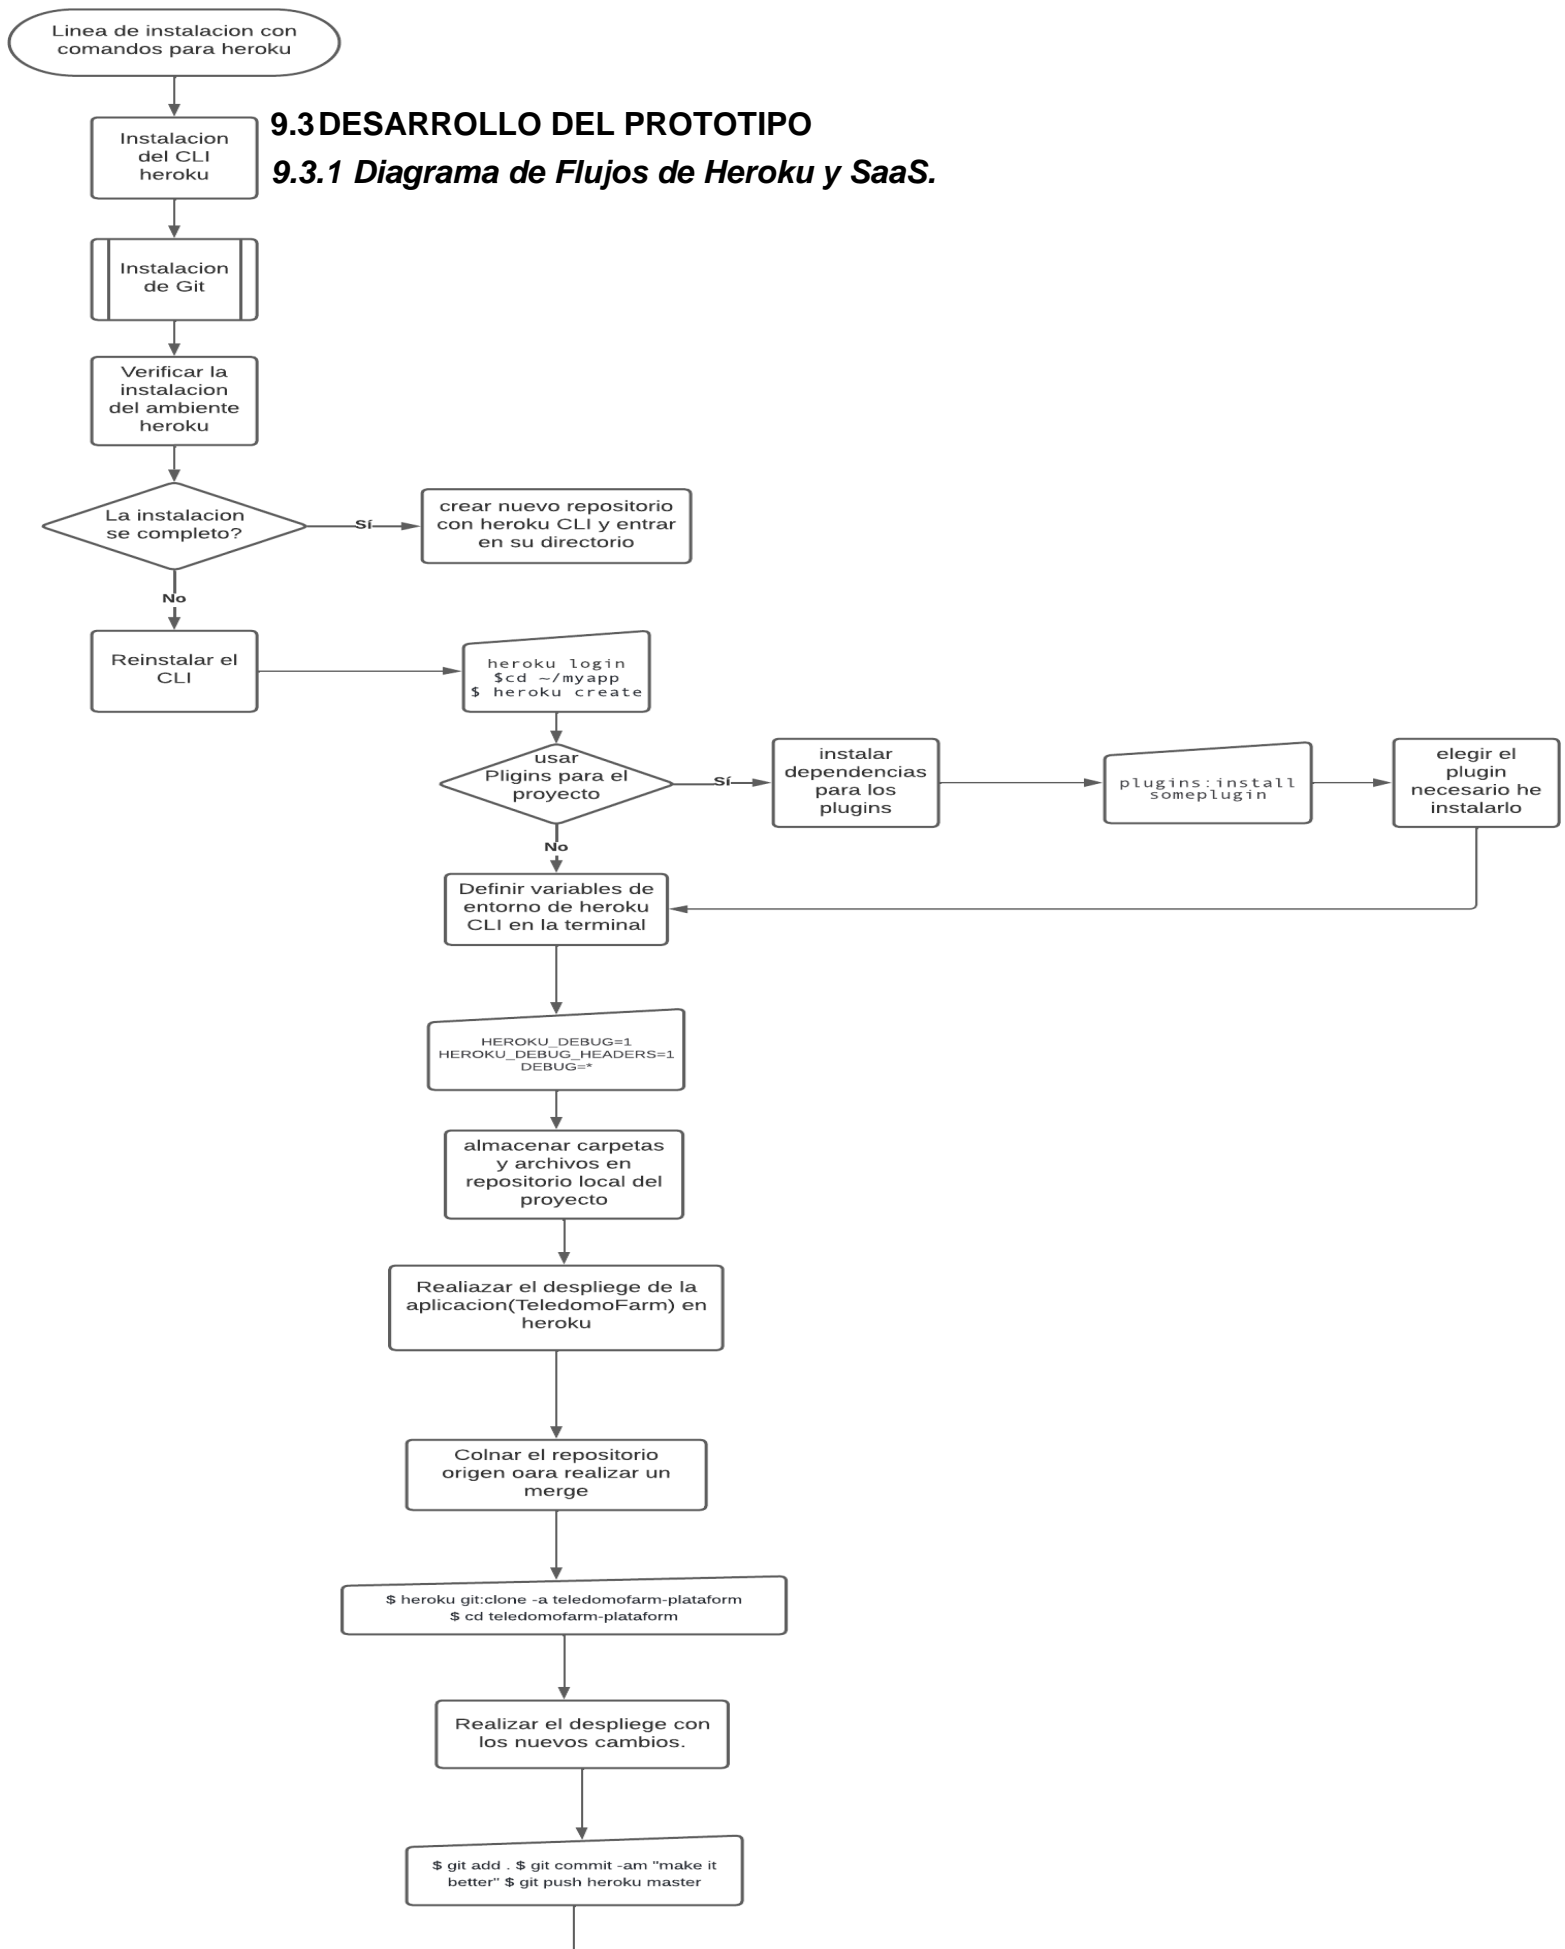 Linea de instalacion con
comandos para heroku
9.3 DESARROLLO DEL PROTOTIPO
9.3.1 Diagrama de Flujos de Heroku y SaaS.
Instalacion
del CLI
heroku
Instalacion
de Git
Verificar la
instalacion
del ambiente
heroku
La instalacion
se completo?
Sí
crear nuevo repositorio
con heroku CLI y entrar
en su directorio
No
Reinstalar el
CLI
heroku login
$cd ~/myapp
$ heroku create
usar
Pligins para el
proyecto
Sí
instalar
dependencias
para los
plugins
plugins:install
someplugin
elegir el
plugin
necesario he
instalarlo
No
Definir variables de
entorno de heroku
CLI en la terminal
HEROKU_DEBUG=1
HEROKU_DEBUG_HEADERS=1
DEBUG=*
almacenar carpetas
y archivos en
repositorio local del
proyecto
Realiazar el despliege de la
aplicacion(TeledomoFarm) en
heroku
Colnar el repositorio
origen oara realizar un
merge
$ heroku git:clone -a teledomofarm-plataform
$ cd teledomofarm-plataform
Realizar el despliege con
los nuevos cambios.
$ git add . $ git commit -am "make it
better" $ git push heroku master